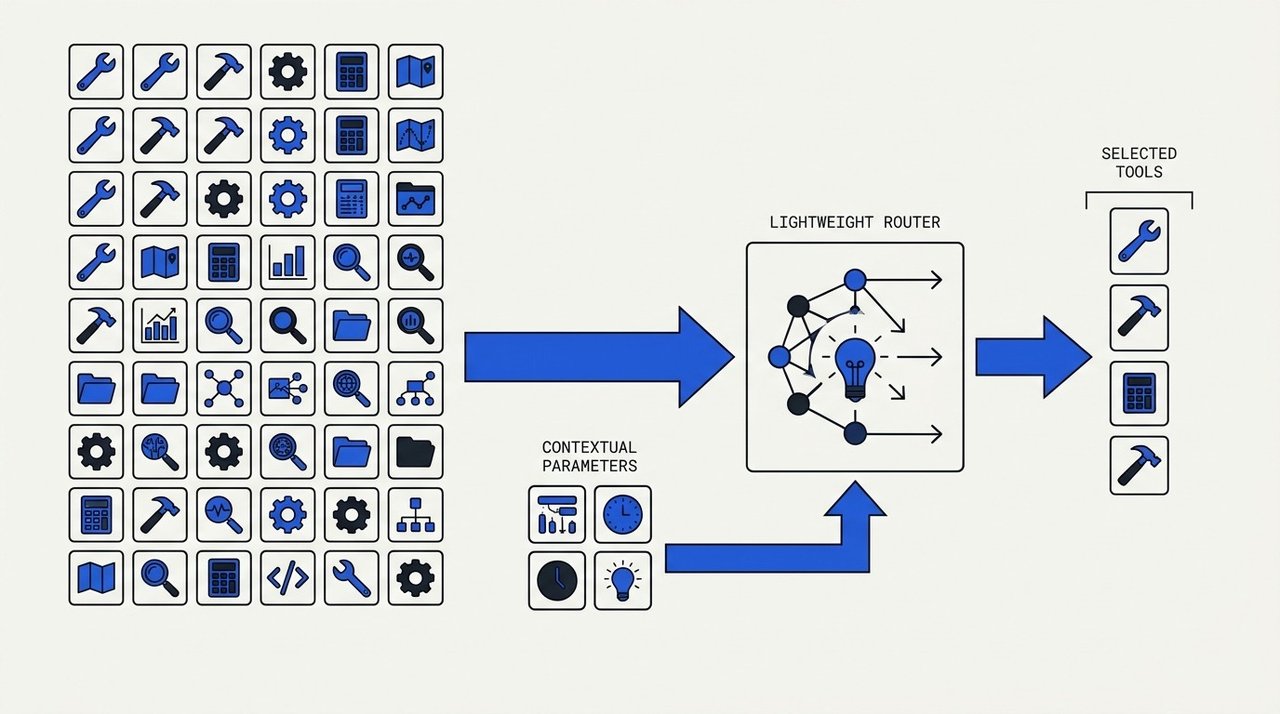 SELECTED
TOOLS
LIGHTWEIGHT ROUTER
CONTEXTUAL
PARAMETERS